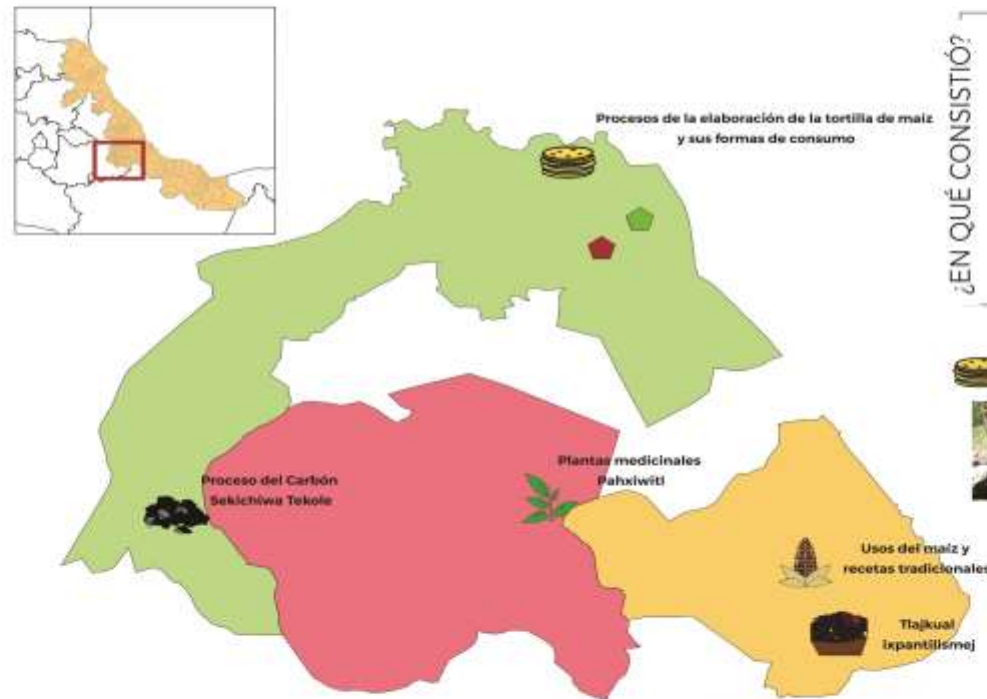 ¿EN QUÉ CONSISTIÓ?
Procesos de la elaboración de la tortilla de maíz
y sus formas de consumo
Proceso del Carbón
Sekichiwa Tekole
Plantas medicinales
Pahxiwitl
Usos del maíz y
recetas tradicionales
Tlajkual
ixpantilismej